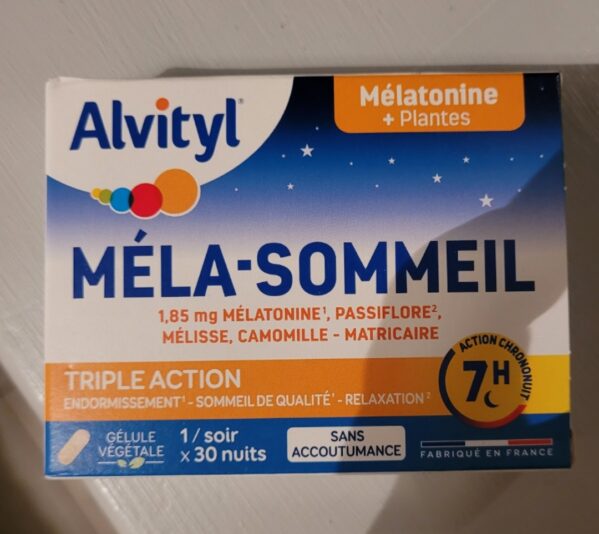 Alvityl®
Mélatonine
+ Plantes
MÉLA-SOMMEIL
1,85 mg MÉLATONINE¹, PASSIFLORE²,
MÉLISSE, CAMOMILLE - MATRICAIRE
ACTION CHRONONUIT
7H
TRIPLE ACTION
ENDORMISSEMENT¹ - SOMMEIL DE QUALITÉ¹ - RELAXATION²
GÉLULE
VÉGÉTALE
1 / soir
x 30 nuits
SANS
ACCOUTUMANCE
FABRIQUÉ EN FRANCE